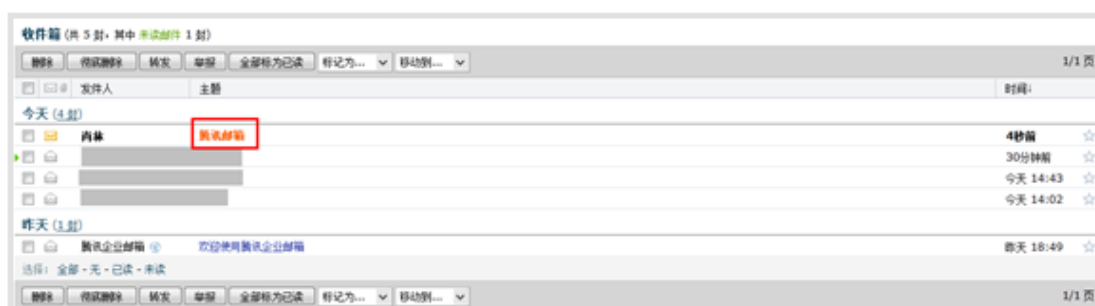 收件箱 (共 5 封, 其中 未读邮件 1 封)
删除 彻底删除 转发 举报 全部标为已读 标记为... 移动到... 1/1 页
发件人 主题 时间↓
今天 (4 封)
肖林 腾讯邮箱 4秒前
30分钟前
今天 14:43
今天 14:02
昨天 (1 封)
腾讯企业邮箱 欢迎使用腾讯企业邮箱 昨天 18:49
选择: 全部 - 无 - 已读 - 未读
删除 彻底删除 转发 举报 全部标为已读 标记为... 移动到... 1/1 页